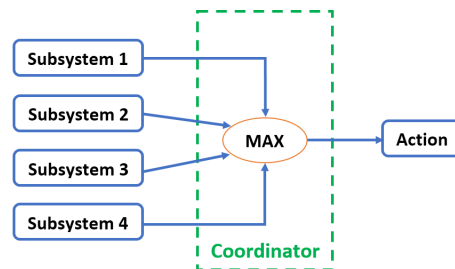 Subsystem 1
Subsystem 2
MAX
Action
Subsystem 3
Subsystem 4
Coordinator